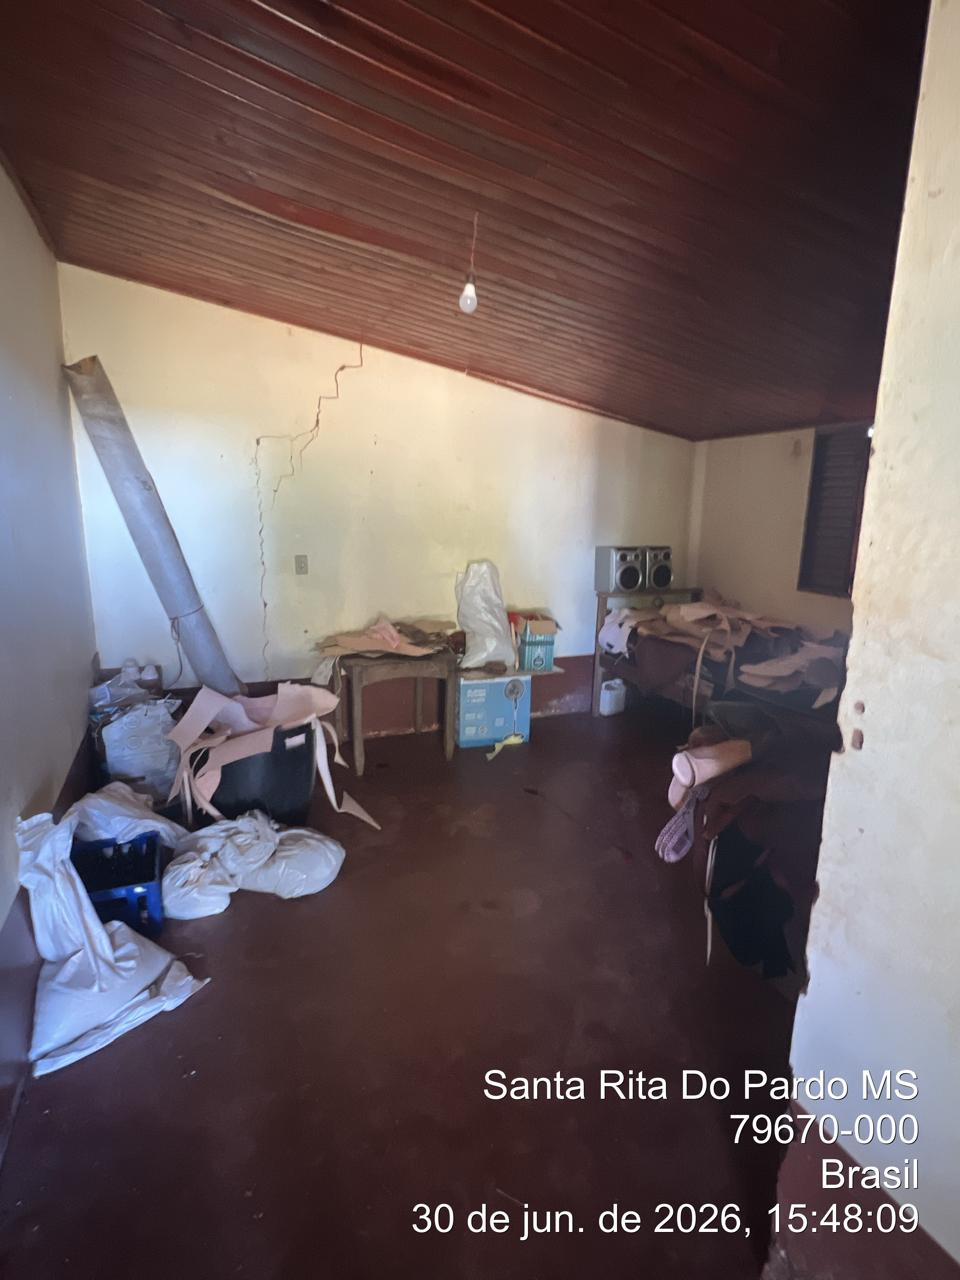 Santa Rita Do Pardo MS
79670-000
Brasil
30 de jun. de 2026, 15:48:09